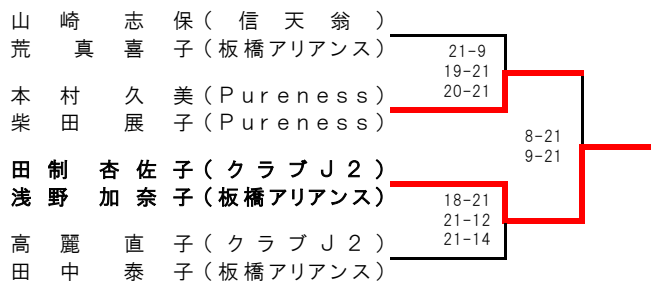 山崎志保(信天翁)
荒真喜子(板橋アリアンス)
21-9
19-21
20-21
本村久美(Pureness)
柴田展子(Pureness)
8-21
9-21
田制杏佐子(クラブJ2)
浅野加奈子(板橋アリアンス)
18-21
21-12
21-14
高麗直子(クラブJ2)
田中泰子(板橋アリアンス)